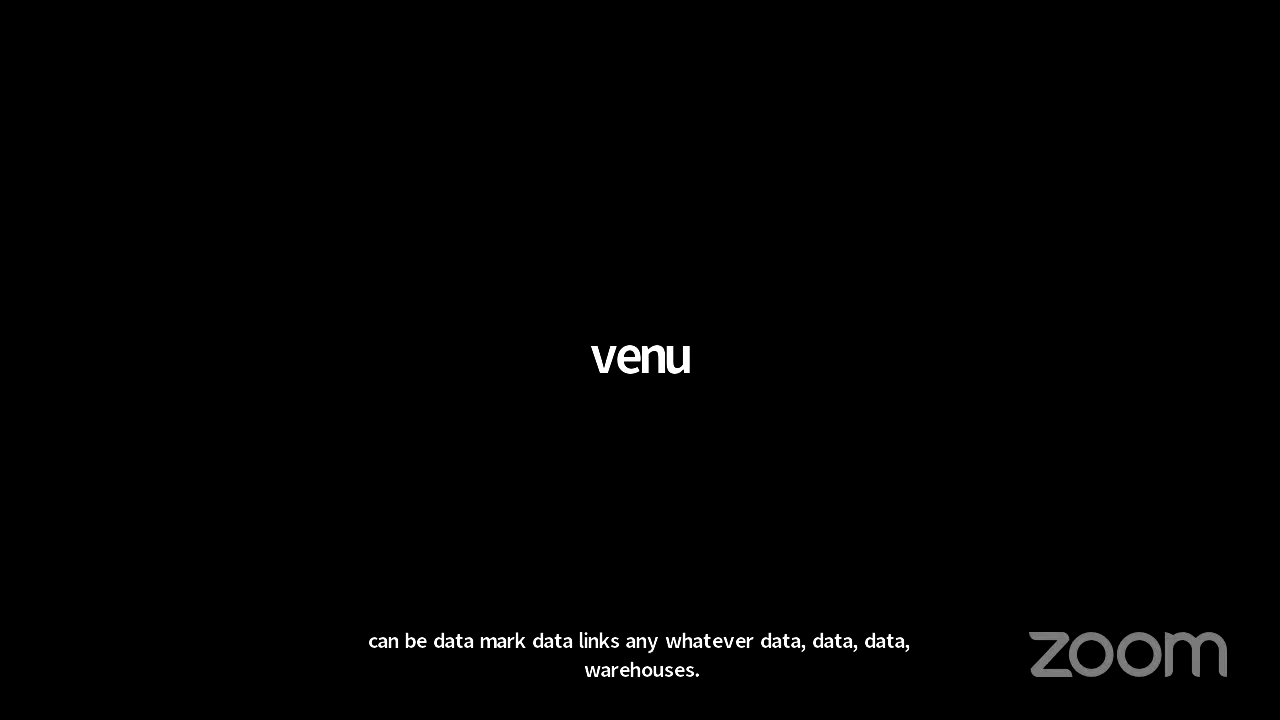 venu
can be data mark data links any whatever data, data, data,
warehouses.
zoom